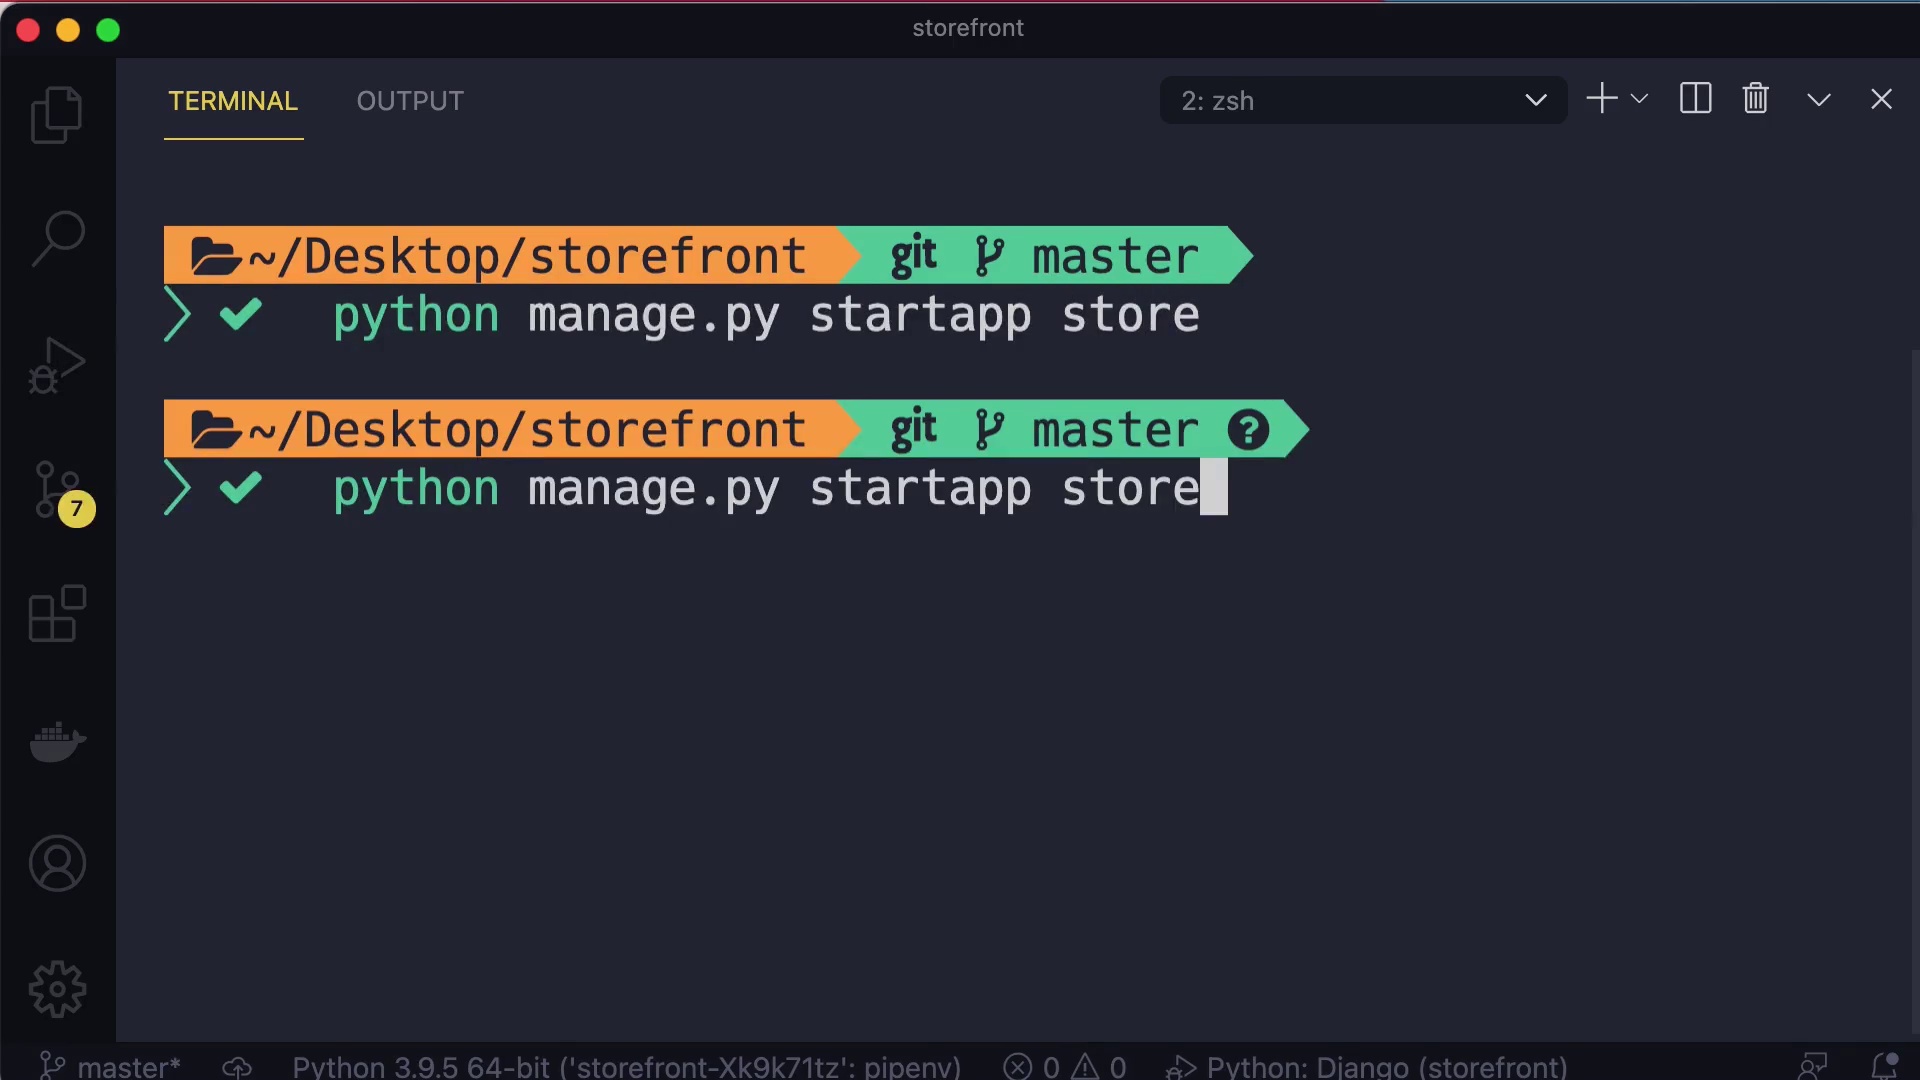 storefront
TERMINAL OUTPUT 2: zsh
~/Desktop/storefront git master
python manage.py startapp store
~/Desktop/storefront git master ?
python manage.py startapp store
7
master* Python 3.9.5 64-bit ('storefront-Xk9k71tz': pipenv) 0 0 Python: Django (storefront)